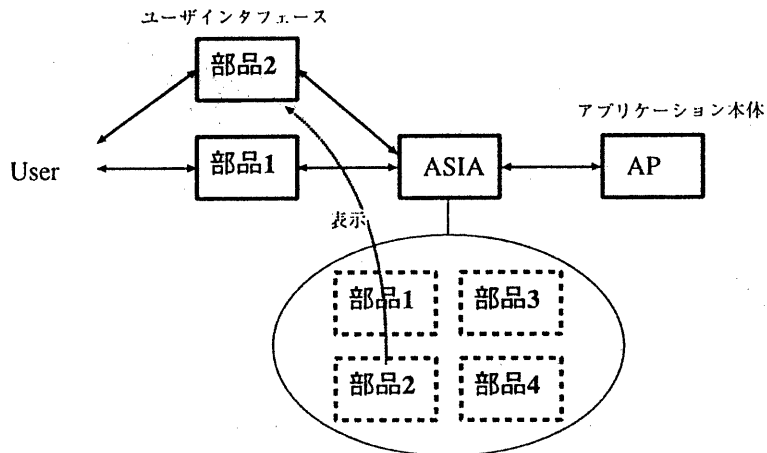 ユーザインタフェース
部品2
アプリケーション本体
User
部品1
ASIA
AP
表示
部品1
部品3
部品2
部品4